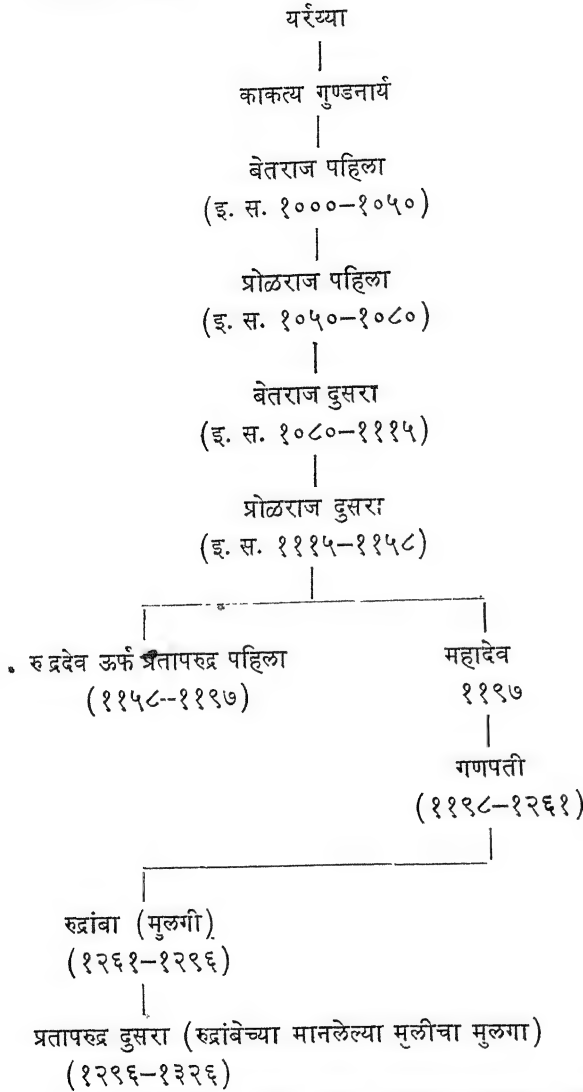 यर्रय्या
काकत्य गुण्डनार्य
बेतराज पहिला
(इ. स. १०००–१०५०)
प्रोळराज पहिला
(इ. स. १०५०–१०८०)
बेतराज दुसरा
(इ. स. १०८०–१११५)
प्रोळराज दुसरा
(इ. स. १११५–११५८)
रुद्रदेव ऊर्फ प्रतापरुद्र पहिला
(११५८--११९७)
महादेव
११९७
गणपती
(११९८–१२६१)
रुद्रांबा (मुलगी)
(१२६१–१२९६)
प्रतापरुद्र दुसरा (रुद्रांबेच्या मानलेल्या मुलीचा मुलगा)
(१२९६–१३२६)